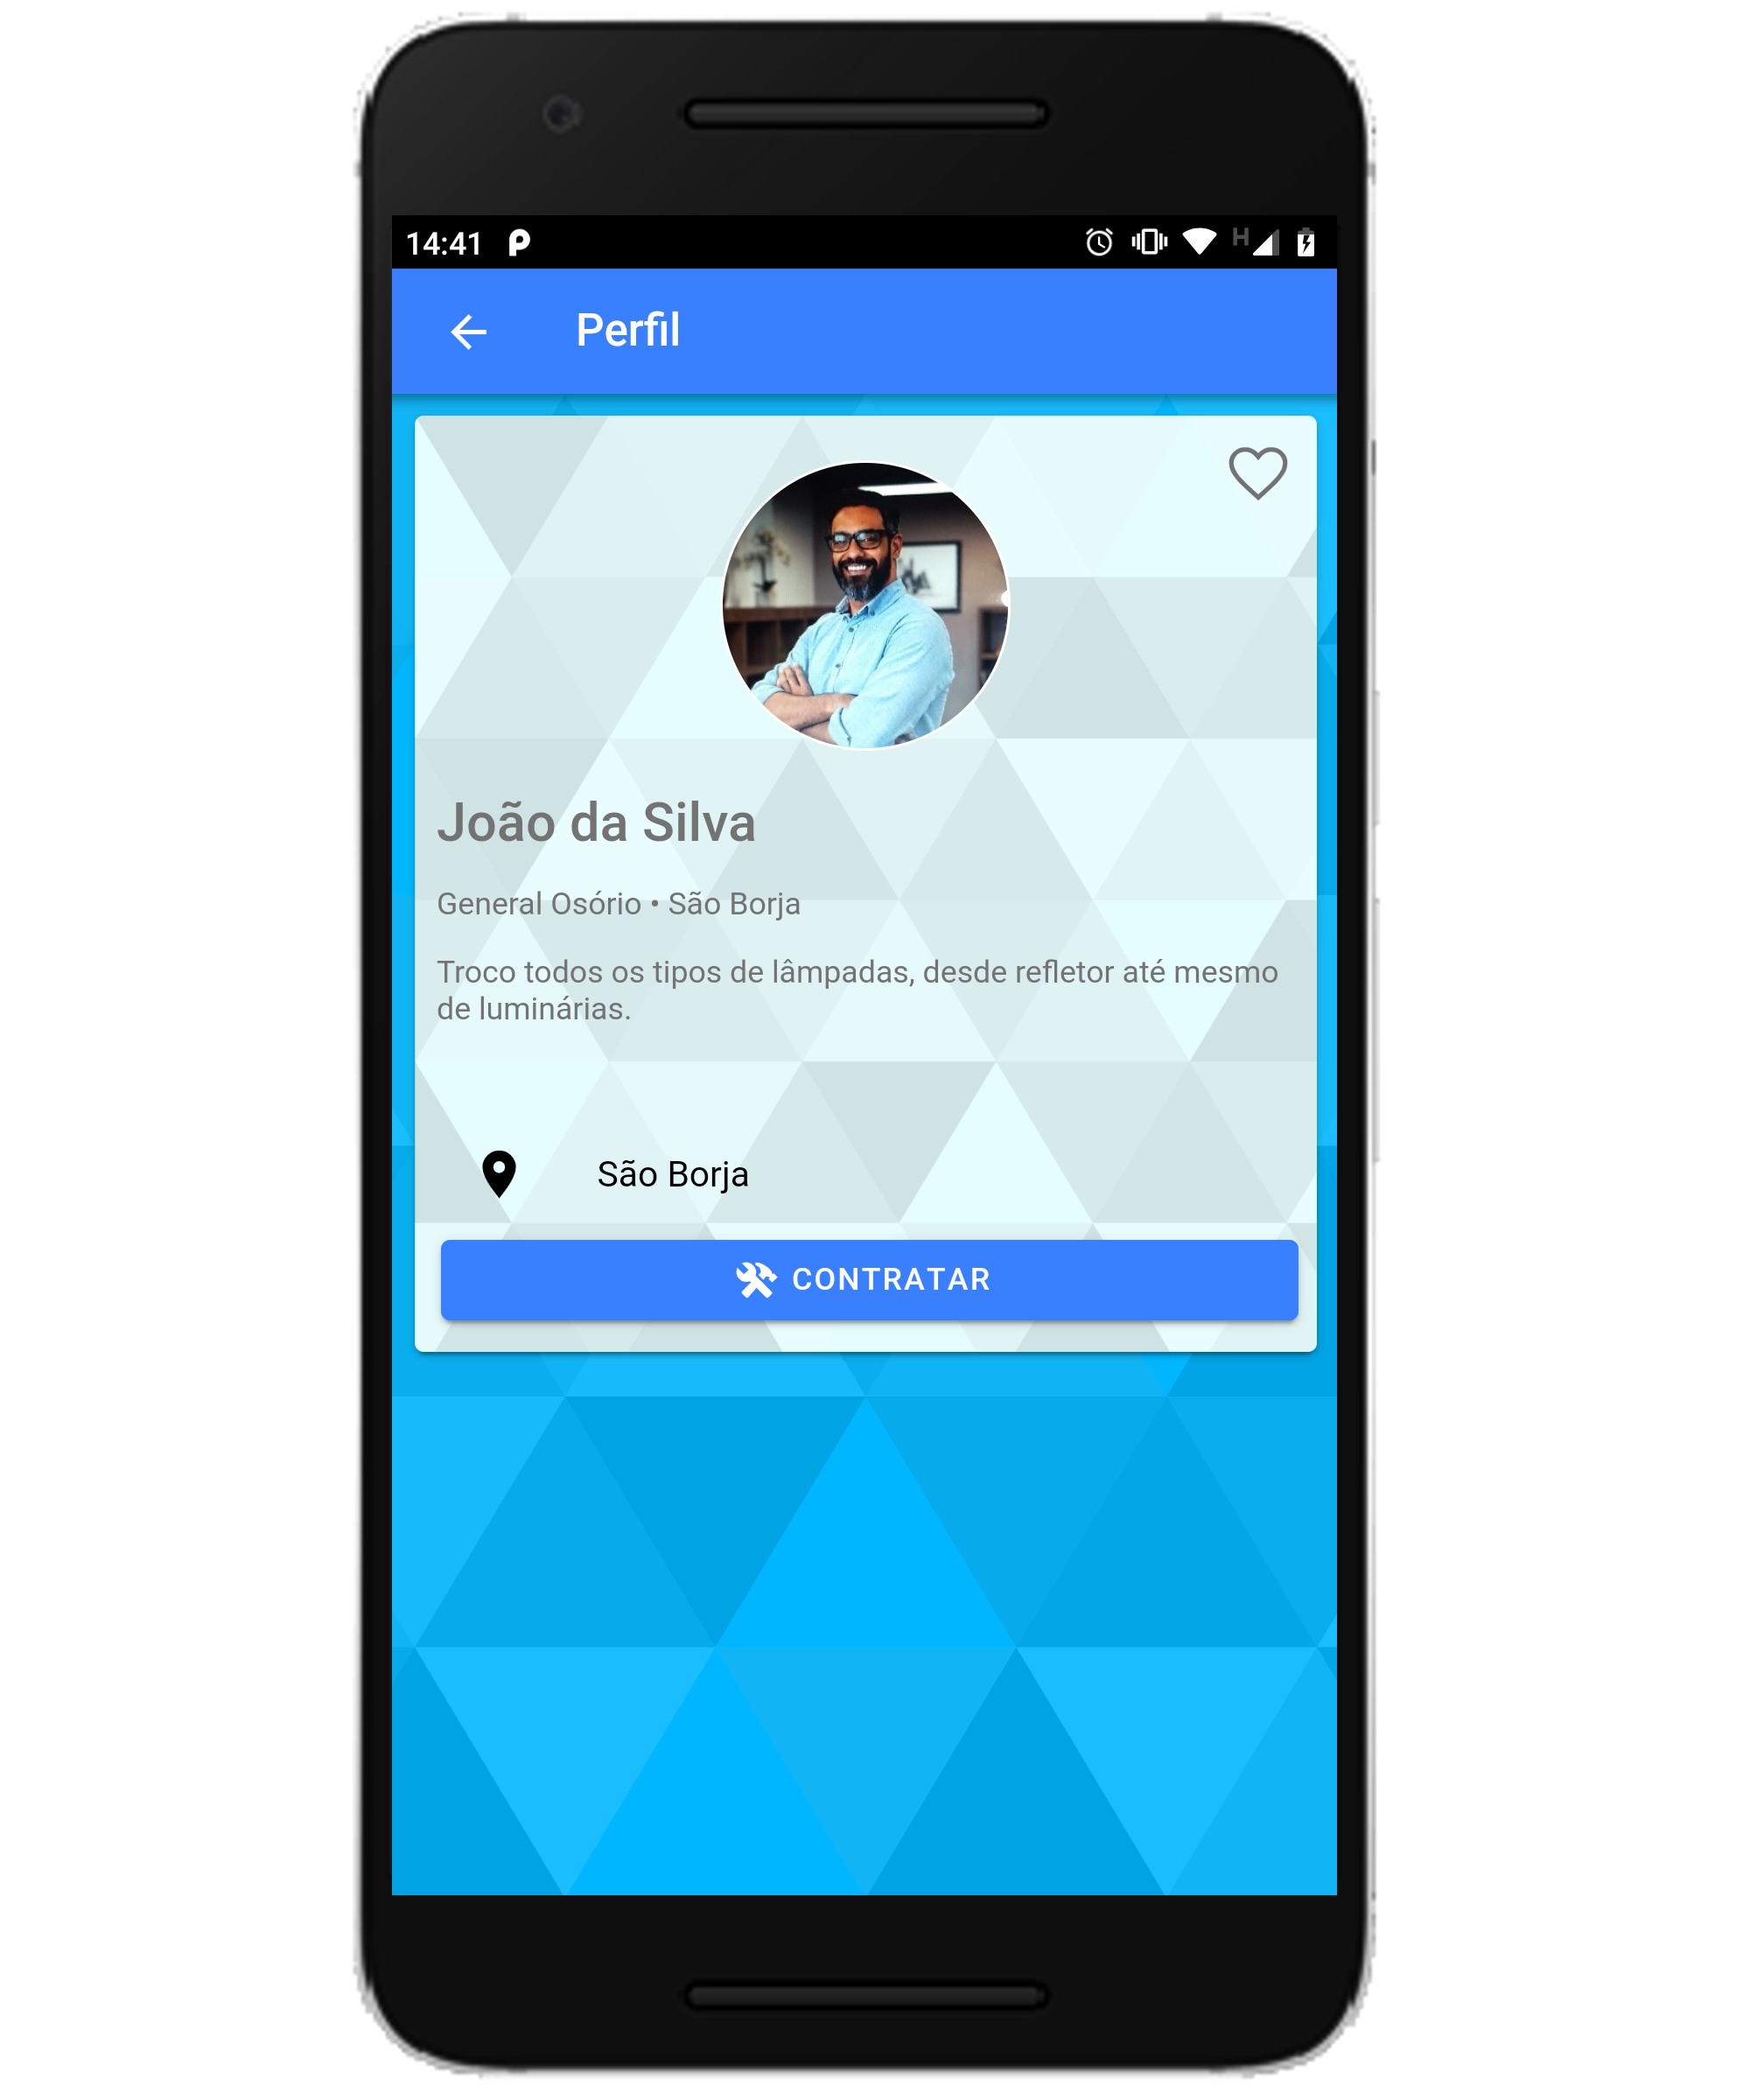 14:41
H
Perfil
João da Silva
General Osório • São Borja
Troco todos os tipos de lâmpadas, desde refletor até mesmo
de luminárias.
São Borja
CONTRATAR